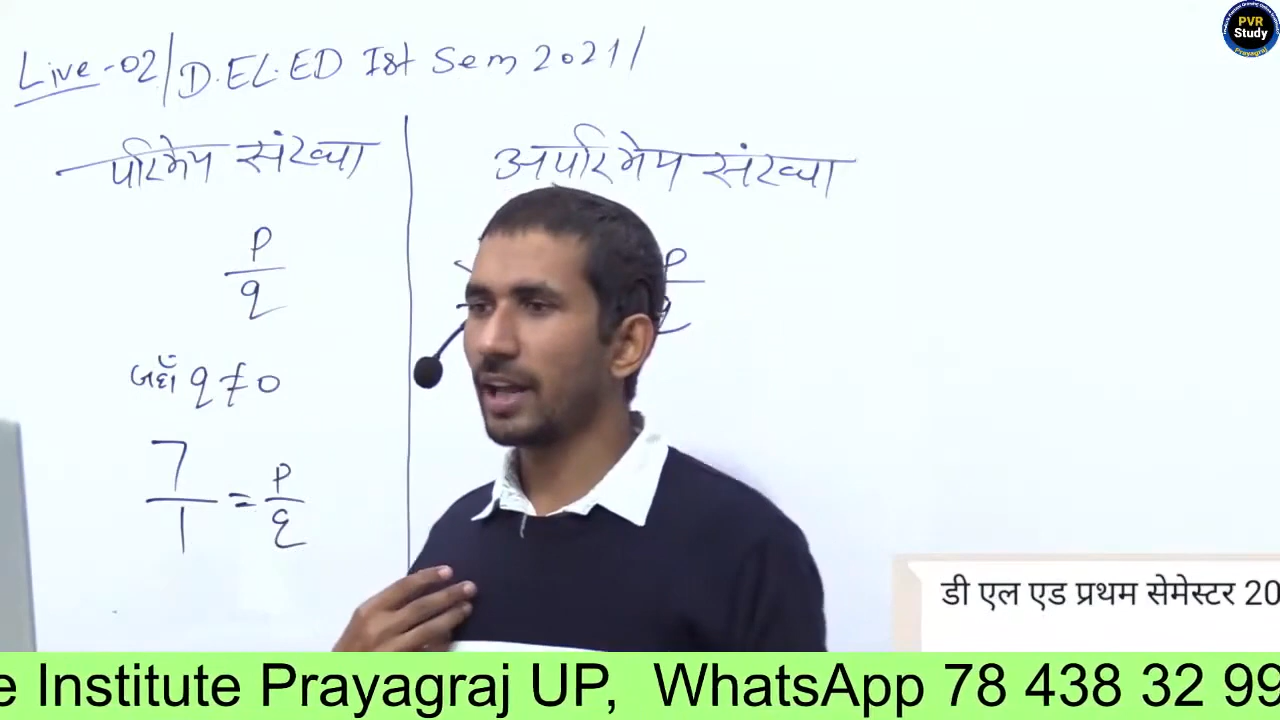 PVR
Study
Prayagraj
Live-02/D.EL.ED Ist Sem 2021/
परिमेय संख्या
अपरिमेय संख्या
p
q
p
जहाँ q ≠ 0
7
1
=
p
q
डी एल एड प्रथम सेमेस्टर 20
e Institute Prayagraj UP, WhatsApp 78 438 32 99